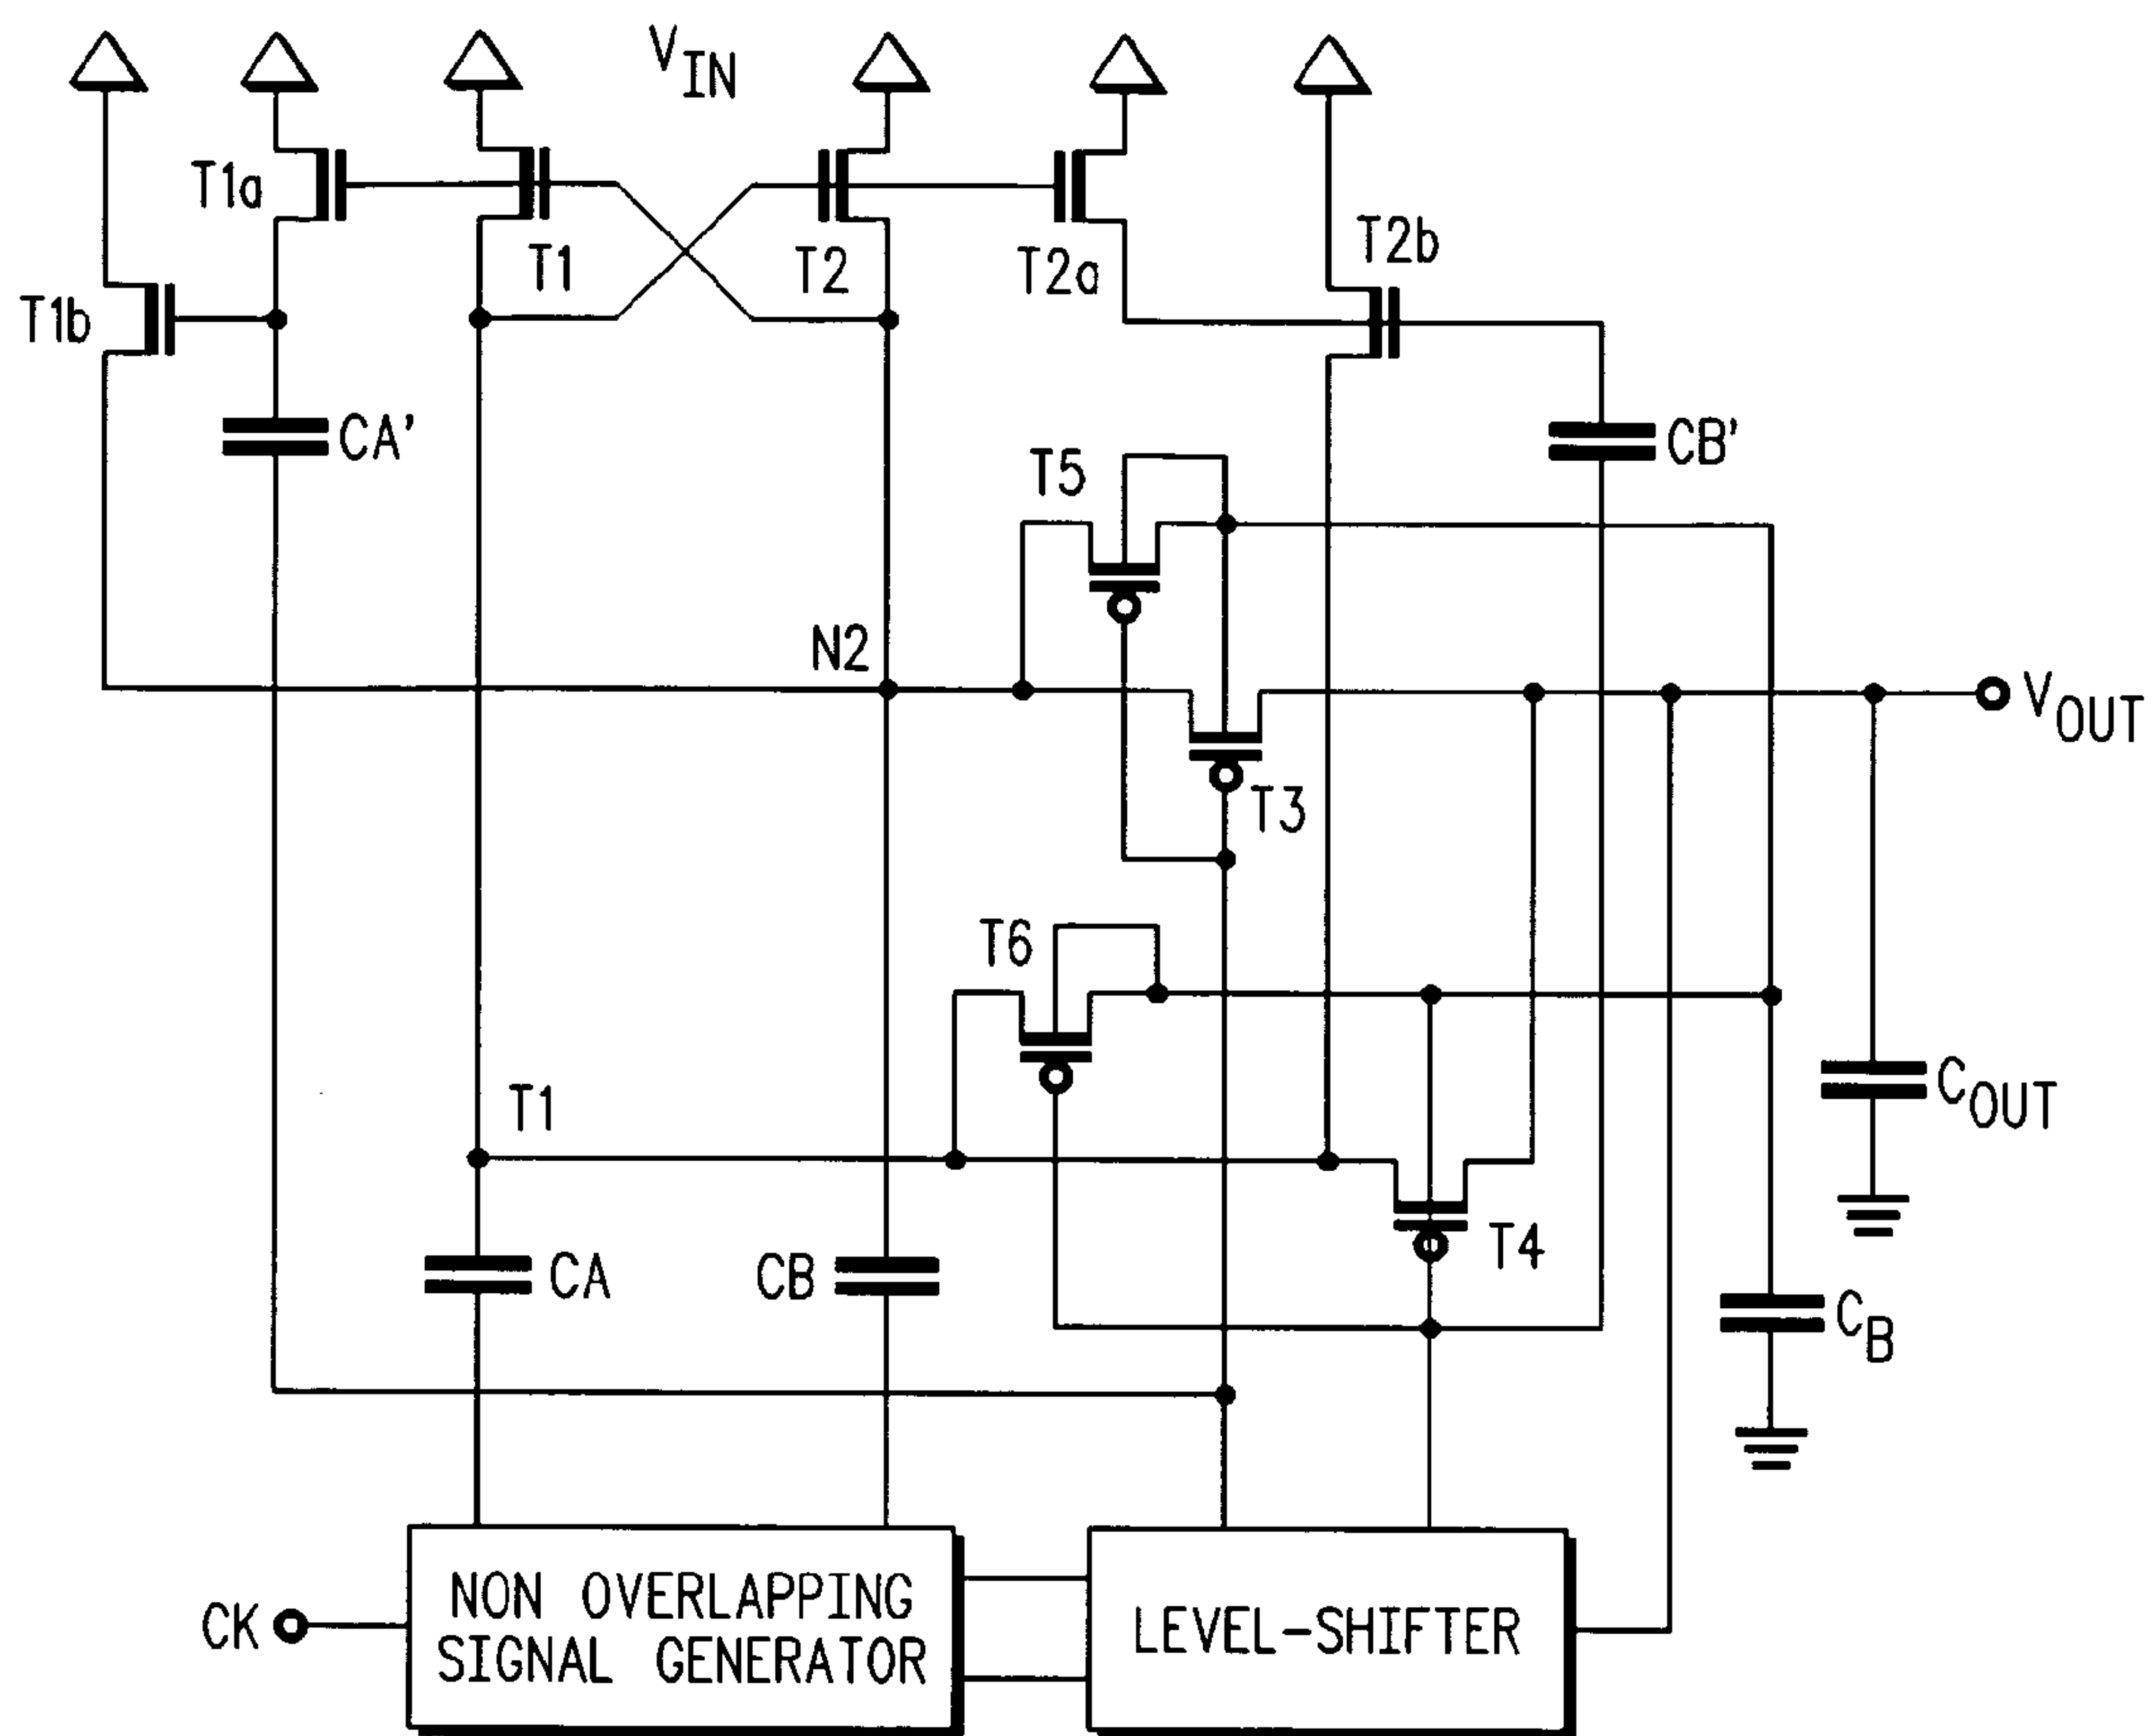 V_IN
T1a
T1
T2
T2a
T2b
T1b
CA'
CB'
T5
N2
V_OUT
T3
T6
T1
C_OUT
T4
CA
CB
C_B
CK
NON OVERLAPPING
SIGNAL GENERATOR
LEVEL-SHIFTER